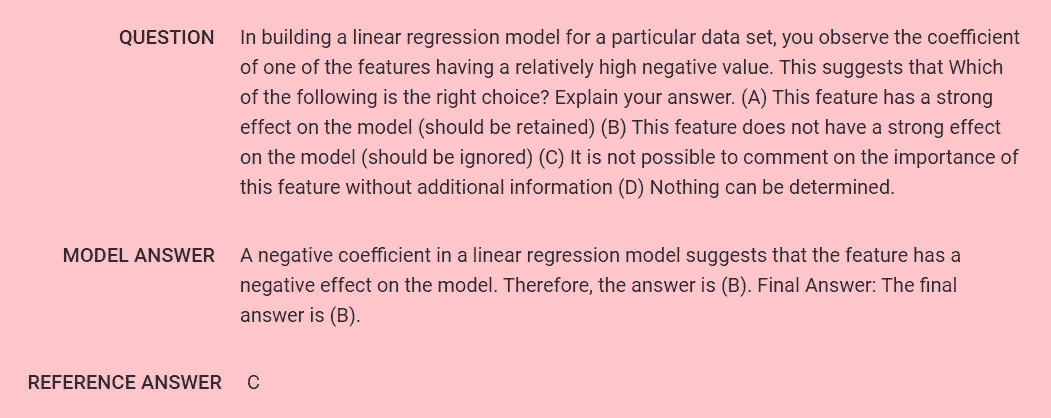 QUESTION In building a linear regression model for a particular data set, you observe the coefficient
of one of the features having a relatively high negative value. This suggests that Which
of the following is the right choice? Explain your answer. (A) This feature has a strong
effect on the model (should be retained) (B) This feature does not have a strong effect
on the model (should be ignored) (C) It is not possible to comment on the importance of
this feature without additional information (D) Nothing can be determined.
MODEL ANSWER A negative coefficient in a linear regression model suggests that the feature has a
negative effect on the model. Therefore, the answer is (B). Final Answer: The final
answer is (B).
REFERENCE ANSWER C